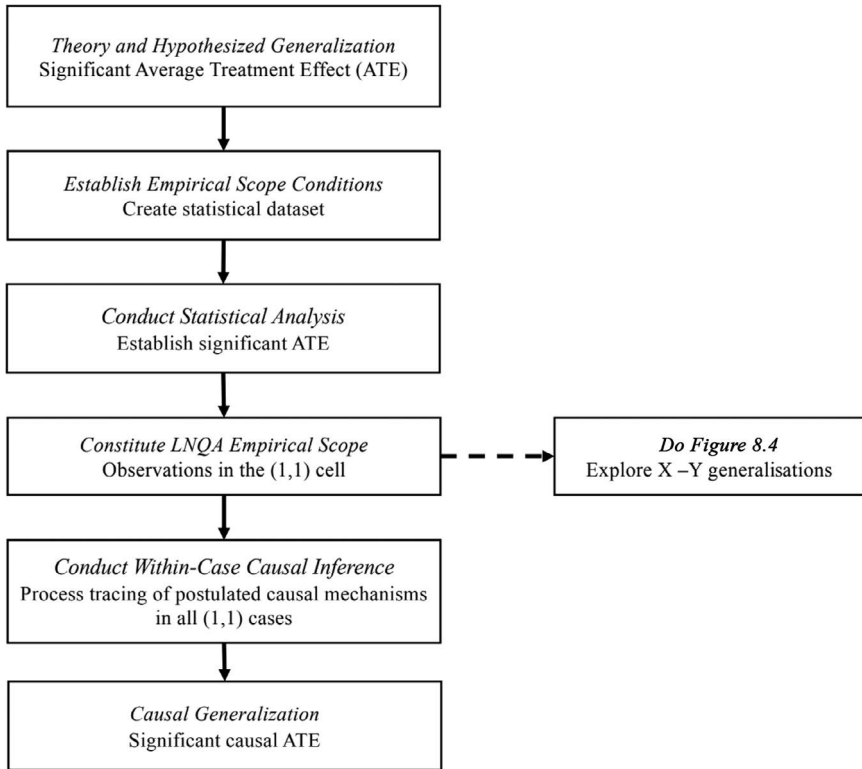 Theory and Hypothesized Generalization
Significant Average Treatment Effect (ATE)
Establish Empirical Scope Conditions
Create statistical dataset
Conduct Statistical Analysis
Establish significant ATE
Constitute LNQA Empirical Scope
Observations in the (1,1) cell
Do Figure 8.4
Explore X –Y generalisations
Conduct Within-Case Causal Inference
Process tracing of postulated causal mechanisms
in all (1,1) cases
Causal Generalization
Significant causal ATE